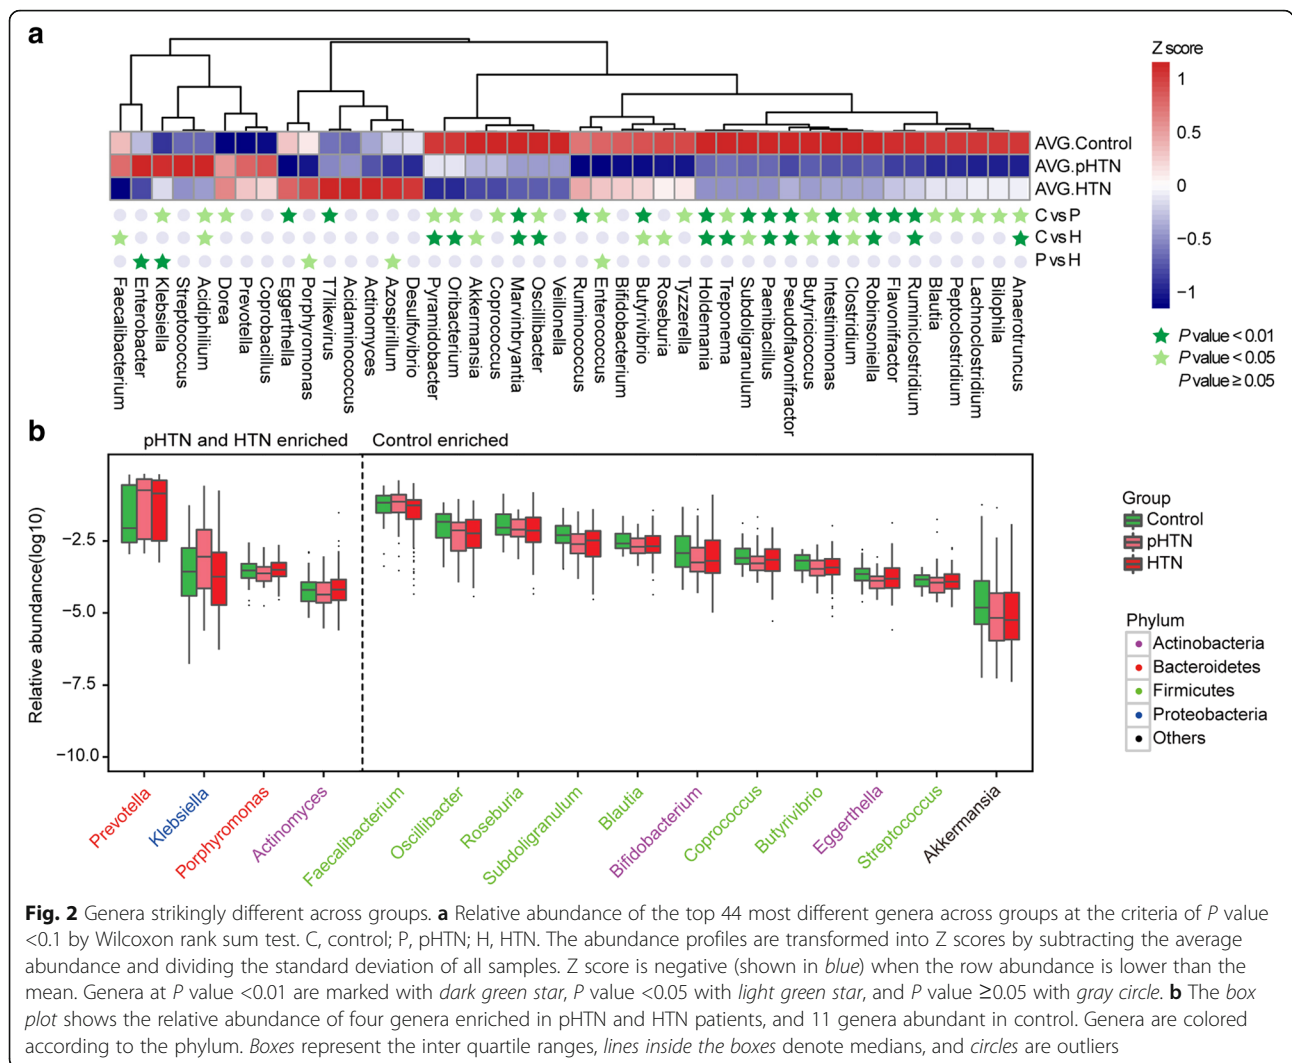 a
Z score
1
0.5
0
−0.5
−1
AVG.Control
AVG.pHTN
AVG.HTN
C vs P
C vs H
P vs H
P value < 0.01
P value < 0.05
P value ≥ 0.05
Faecalibacterium
Enterobacter
Klebsiella
Streptococcus
Acidiphilium
Dorea
Prevotella
Coprobacillus
Eggerthella
Porphyromonas
T7likevirus
Acidaminococcus
Actinomyces
Azospirillum
Desulfovibrio
Pyramidobacter
Oribacterium
Akkermansia
Coprococcus
Marvinbryantia
Oscillibacter
Veillonella
Ruminococcus
Enterococcus
Bifidobacterium
Butyrivibrio
Roseburia
Tyzzerella
Holdemania
Treponema
Subdoligranulum
Paenibacillus
Pseudoflavonifractor
Butyricicoccus
Intestinimonas
Clostridium
Robinsoniella
Flavonifractor
Ruminiclostridium
Blautia
Peptoclostridium
Lachnoclostridium
Bilophila
Anaerotruncus
b
pHTN and HTN enriched
Control enriched
Relative abundance(log10)
−2.5
−5.0
−7.5
−10.0
Group
Control
pHTN
HTN
Phylum
Actinobacteria
Bacteroidetes
Firmicutes
Proteobacteria
Others
Prevotella
Klebsiella
Porphyromonas
Actinomyces
Faecalibacterium
Oscillibacter
Roseburia
Subdoligranulum
Blautia
Bifidobacterium
Coprococcus
Butyrivibrio
Eggerthella
Streptococcus
Akkermansia
Fig. 2 Genera strikingly different across groups. a Relative abundance of the top 44 most different genera across groups at the criteria of P value
<0.1 by Wilcoxon rank sum test. C, control; P, pHTN; H, HTN. The abundance profiles are transformed into Z scores by subtracting the average
abundance and dividing the standard deviation of all samples. Z score is negative (shown in blue) when the row abundance is lower than the
mean. Genera at P value <0.01 are marked with dark green star, P value <0.05 with light green star, and P value ≥0.05 with gray circle. b The box
plot shows the relative abundance of four genera enriched in pHTN and HTN patients, and 11 genera abundant in control. Genera are colored
according to the phylum. Boxes represent the inter quartile ranges, lines inside the boxes denote medians, and circles are outliers